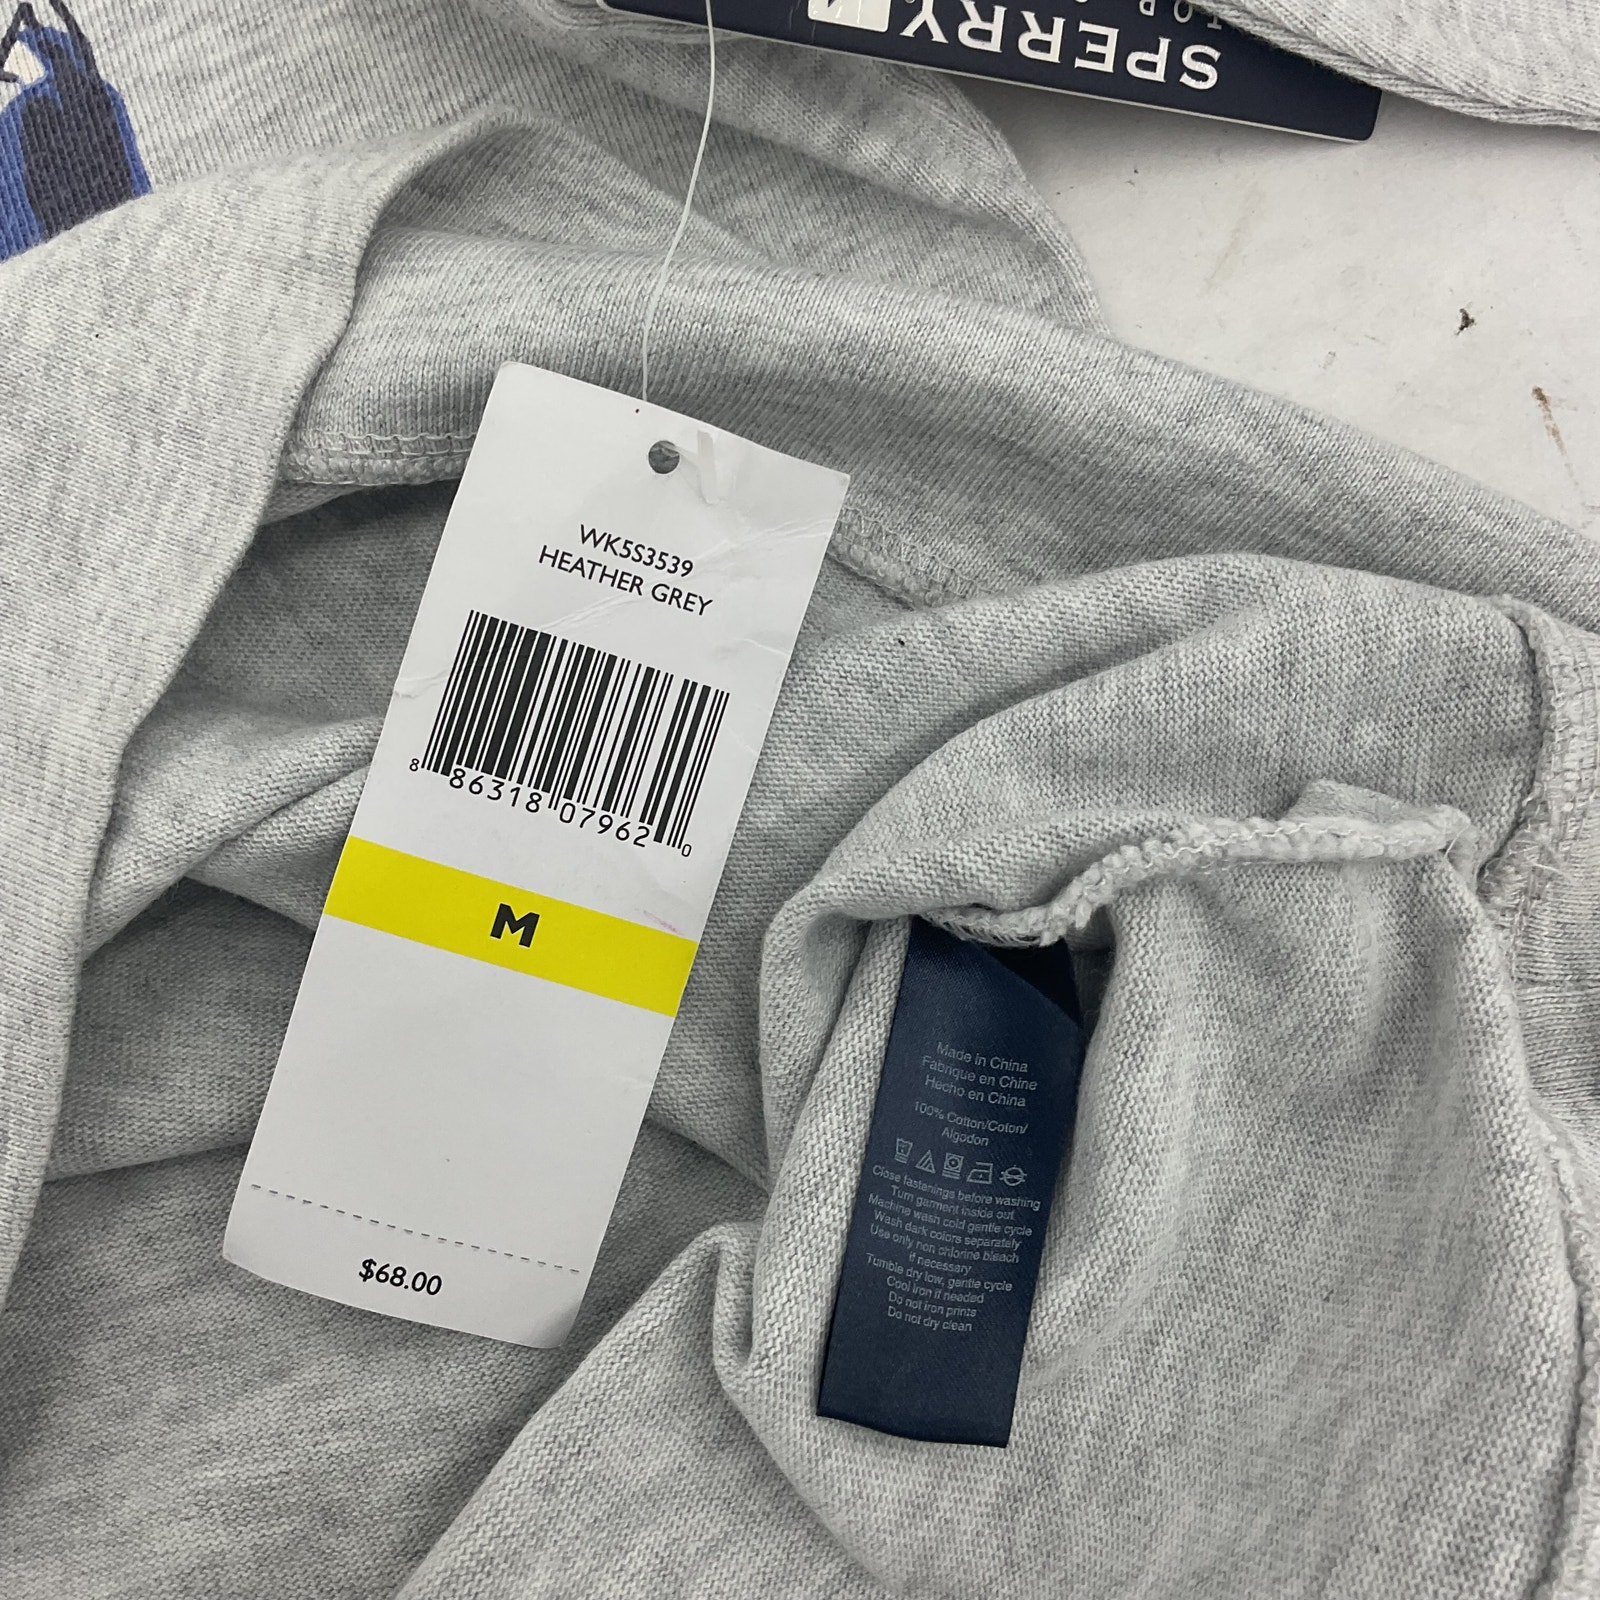 SPERRY
TOP
WK5S3539
HEATHER GREY
8 86318 07962 0
M
$68.00
Made in China
Fabriqué en Chine
Hecho en China
100% Cotton/Coton/
Algodon
Close fastenings before washing
Turn garment inside out
Machine wash cold gentle cycle
Wash dark colors separately
Use only non chlorine bleach
if necessary
Tumble dry low, gentle cycle
Cool iron if needed
Do not iron prints
Do not dry clean